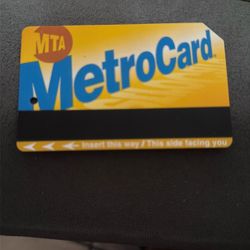 MTA
MetroCard
Insert this way / This side facing you